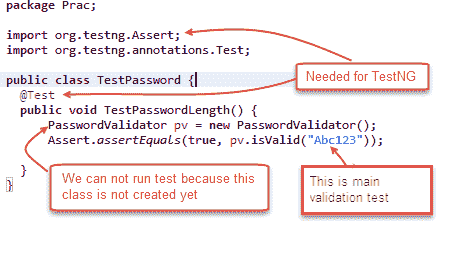 package Prac;
import org.testng.Assert;
import org.testng.annotations.Test;
public class TestPassword {
Needed for TestNG
@Test
public void TestPasswordLength() {
PasswordValidator pv = new PasswordValidator();
Assert.assertEquals(true, pv.isValid("Abc123"));
}
}
We can not run test because this
class is not created yet
This is main
validation test